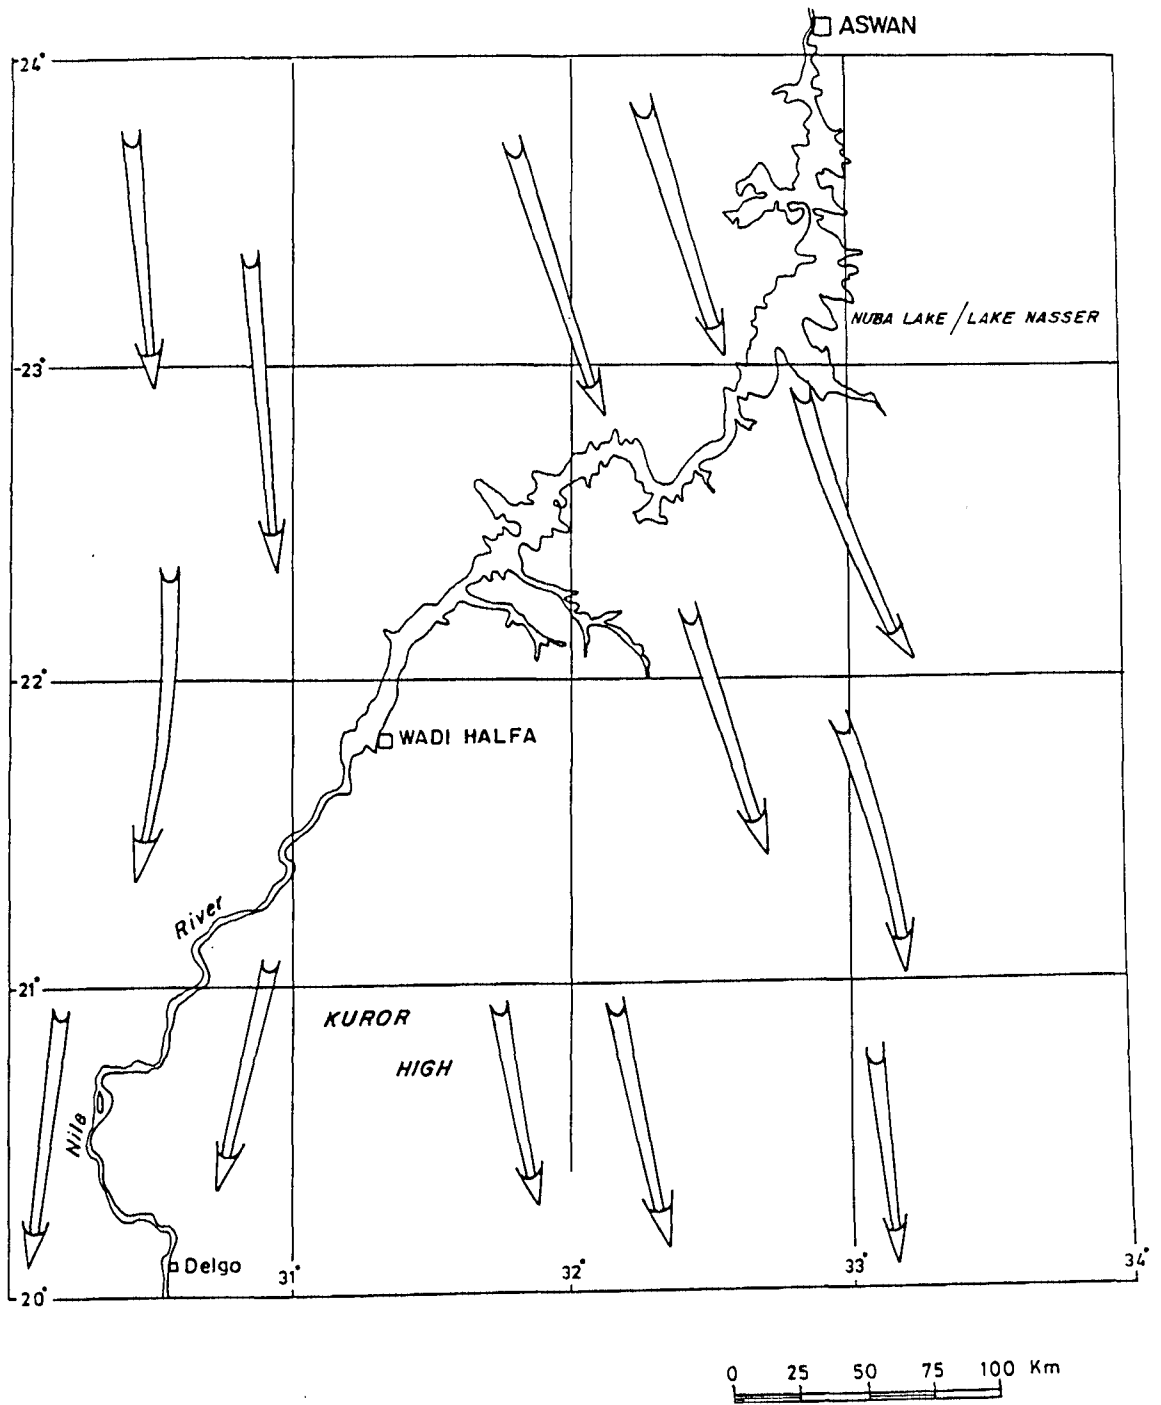 ASWAN
24°
NUBA LAKE / LAKE NASSER
23°
22°
WADI HALFA
River
21°
KUROR
HIGH
Nile
Delgo
31°
32°
33°
34°
20°
0 25 50 75 100 Km